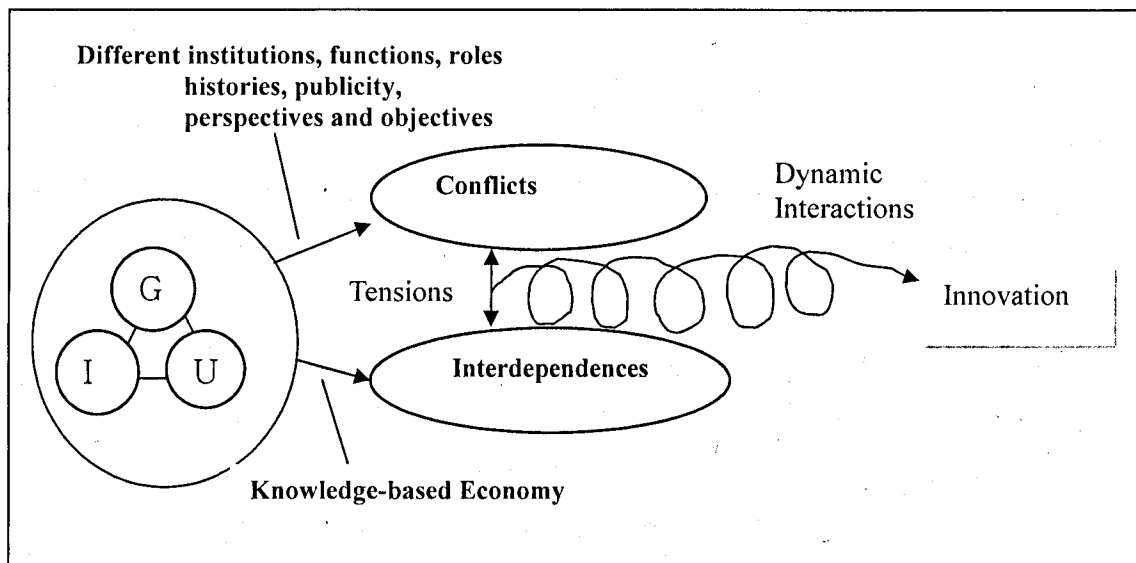 Different institutions, functions, roles
histories, publicity,
perspectives and objectives
Conflicts
Dynamic
Interactions
G
I
U
Tensions
Innovation
Interdependences
Knowledge-based Economy